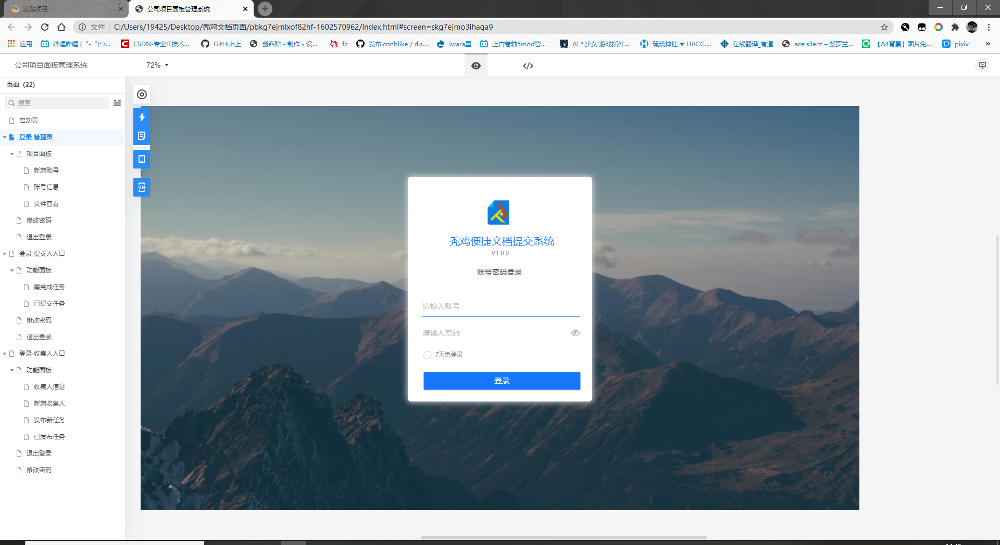 实践项目
公司项目面板管理系统
文件 C:/Users/19425/Desktop/秃鸡文档页面/pbkg7ejmlxof82hf-1602570962/index.html#screen=skg7ejmo3ihaqa9
应用 哔哩哔哩 (゜-゜)つ... CSDN-专业IT技术... GitHub上 创客贴 - 制作 - 设... fc 发布·cnnblike / dis... Iwara里 上古卷轴5mod管... AI * 少女 游戏插件... 琉璃神社 ★ HACG.... 在线翻译_有道 ace silent – 紫罗兰... 【A4背景】图片免... pixiv »
公司项目面板管理系统 72%
页面 (22)
搜索
启动页
登录-管理员
项目面板
新增账号
账号信息
文件查看
修改密码
退出登录
登录-提交人入口
功能面板
需完成任务
已提交任务
修改密码
退出登录
登录-收集人入口
功能面板
收集人信息
新增收集人
发布新任务
已发布任务
退出登录
修改密码
ON
秃鸡便捷文档提交系统
V1.0.0
账号密码登录
请输入账号
请输入密码
7天免登录
登录